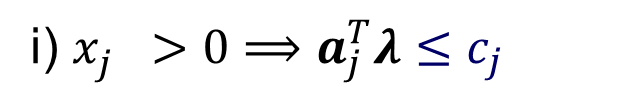 i) 𝑥ⱼ > 0 ⟹ 𝒂ⱼᵀ𝝀 ≤ 𝑐ⱼ